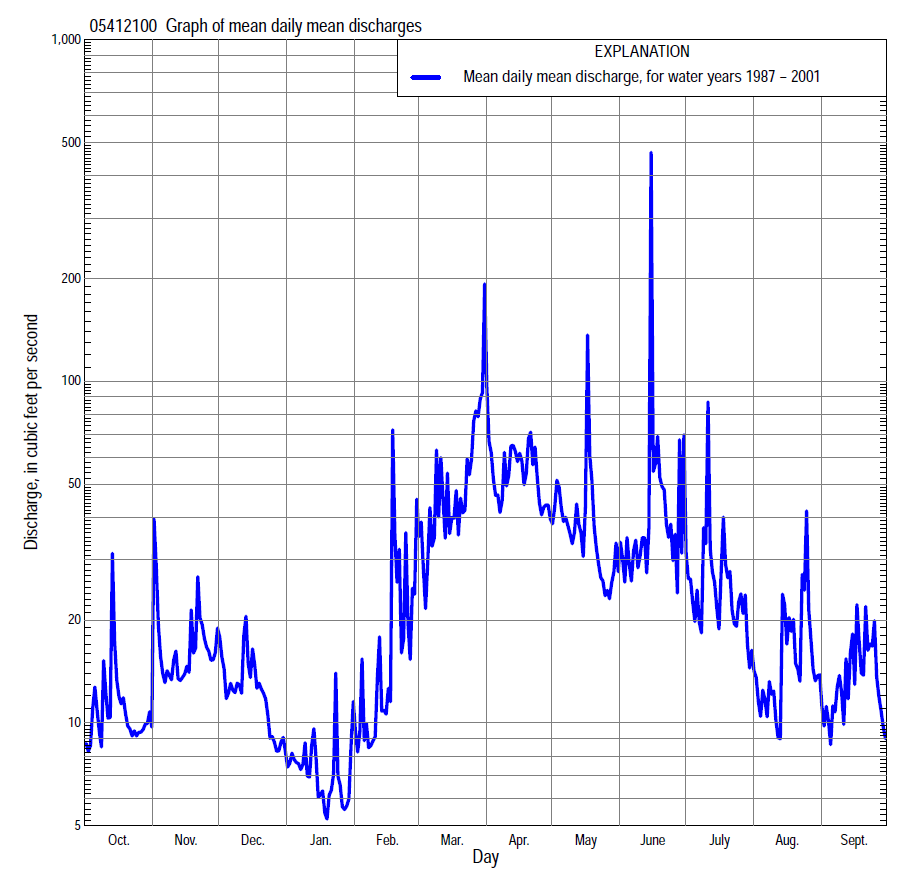 05412100 Graph of mean daily mean discharges
EXPLANATION
Mean daily mean discharge, for water years 1987 – 2001
Discharge, in cubic feet per second
1,000
500
200
100
50
20
10
5
Oct. Nov. Dec. Jan. Feb. Mar. Apr. May June July Aug. Sept.
Day